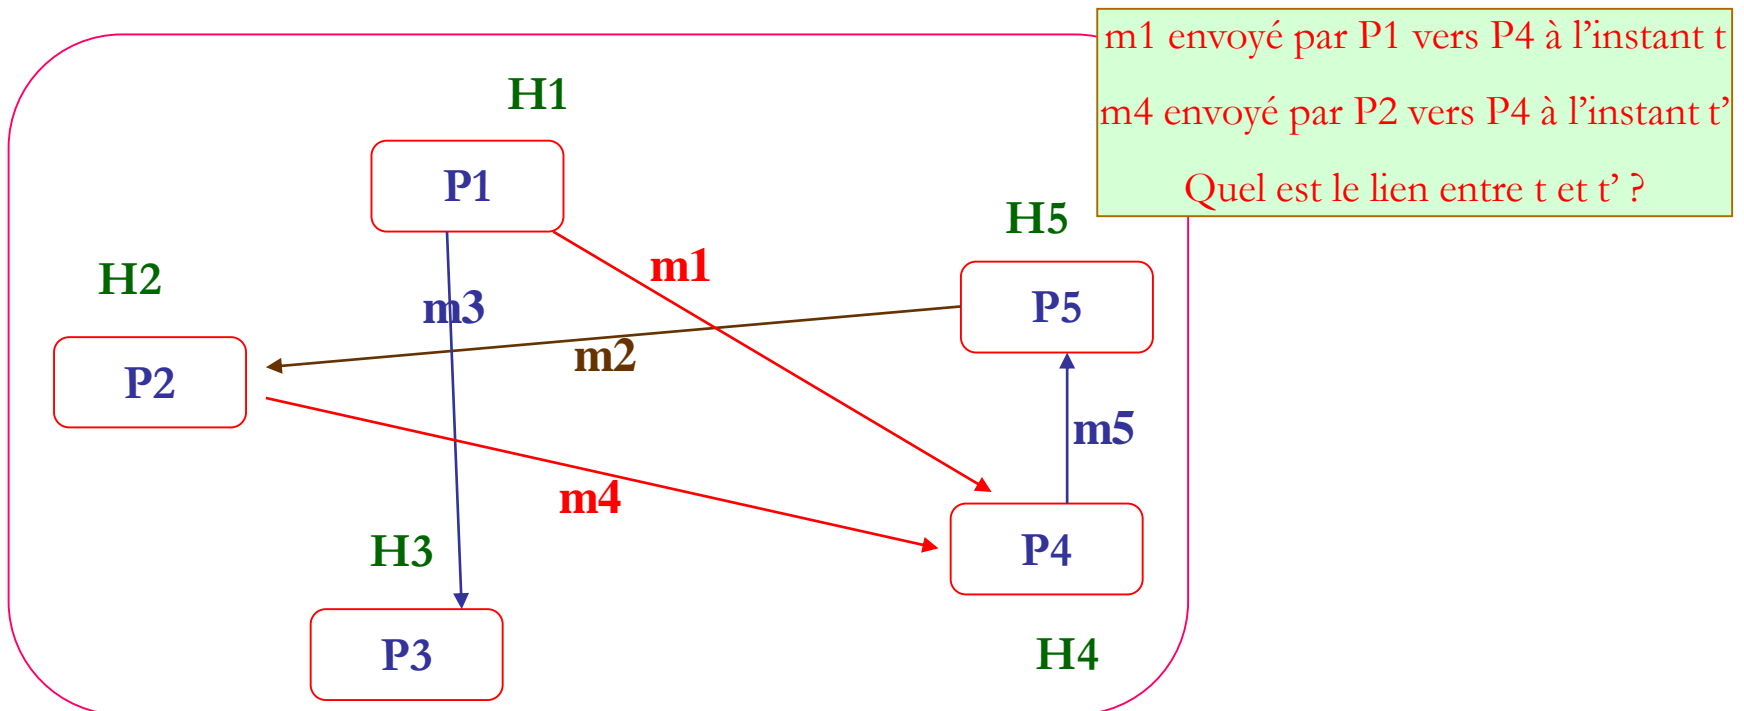 m1 envoyé par P1 vers P4 à l’instant t
m4 envoyé par P2 vers P4 à l’instant t’
Quel est le lien entre t et t’ ?
H1
P1
H5
m1
H2
m3
P5
m2
P2
m5
m4
H3
P4
P3
H4